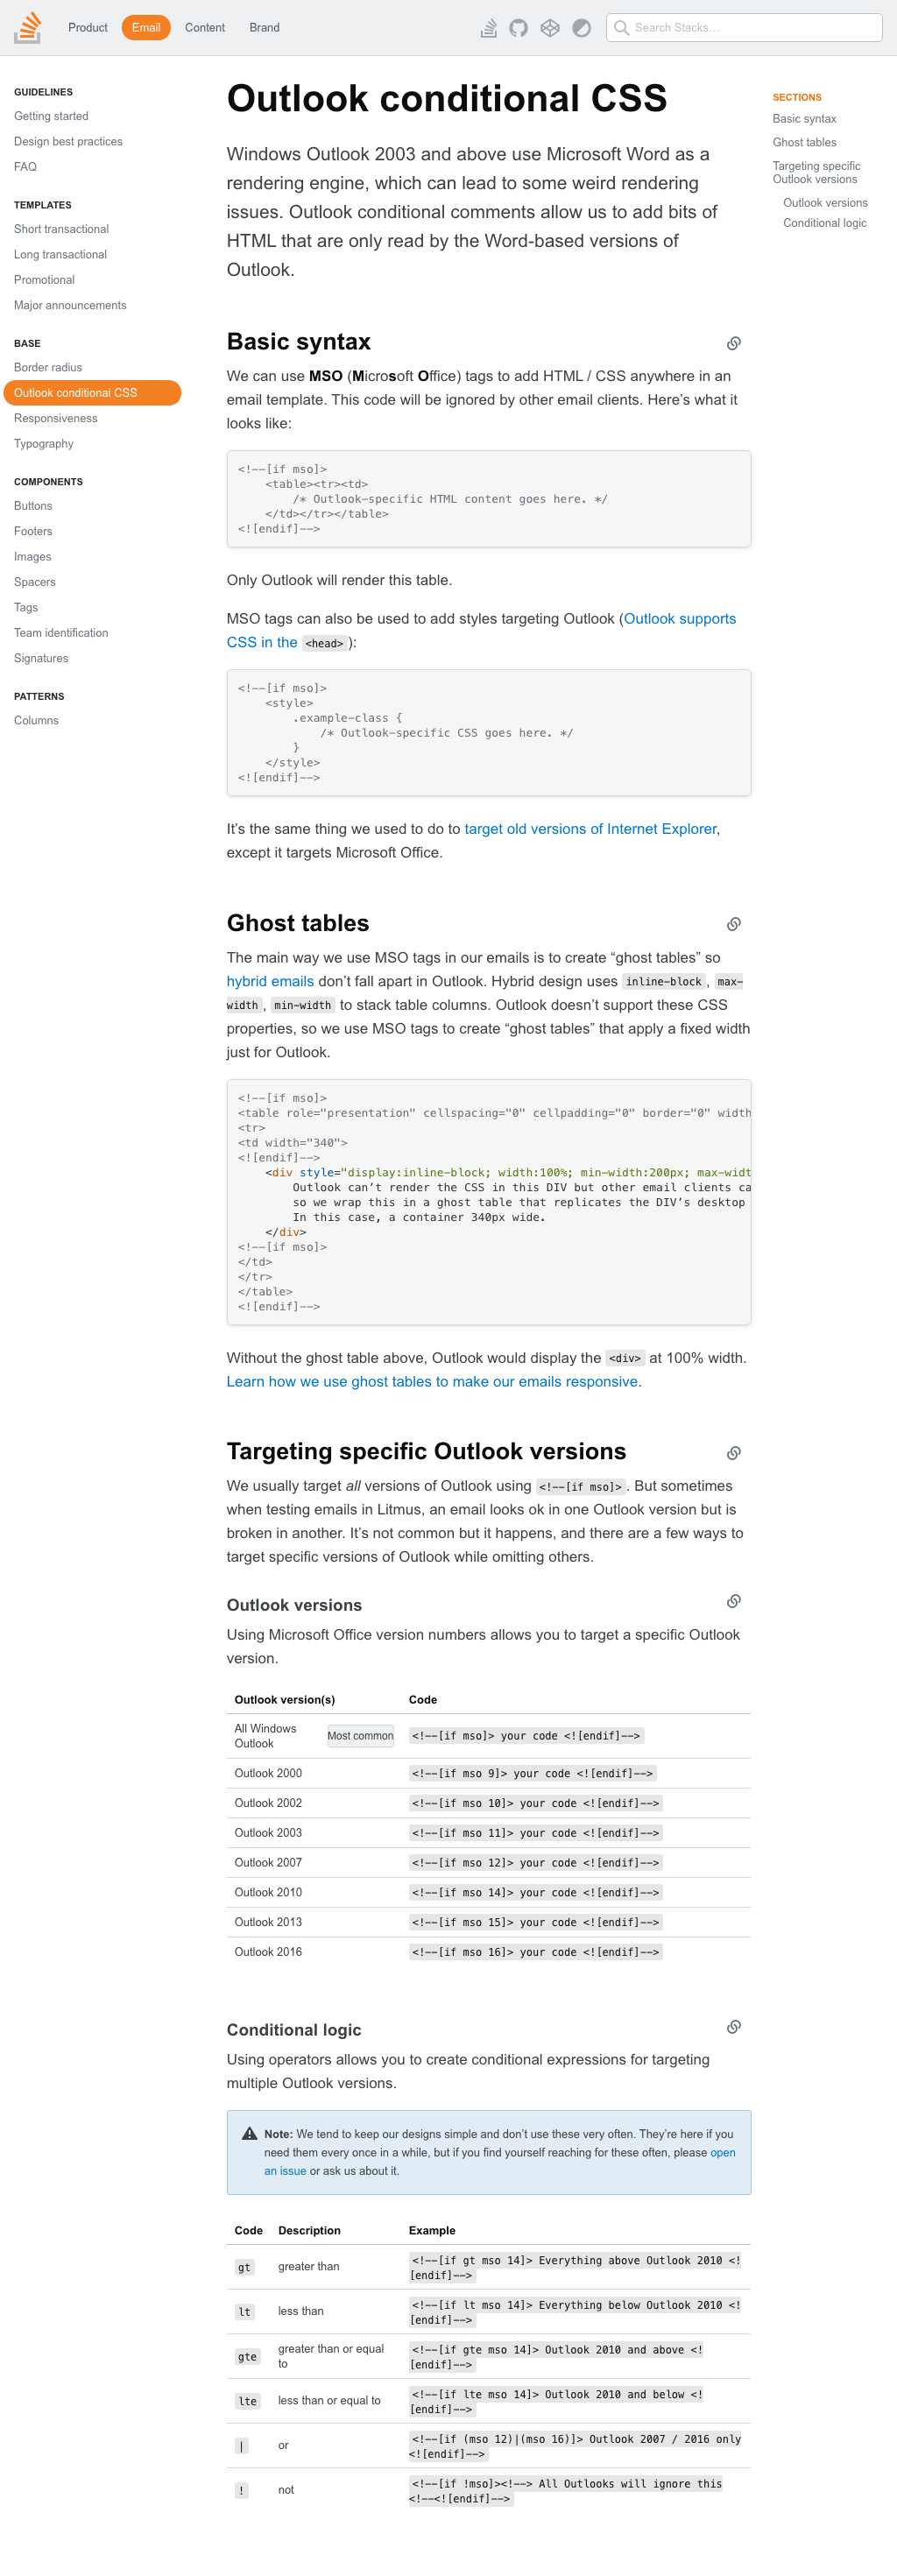 Product Email Content Brand Search Stacks…
GUIDELINES
Getting started
Design best practices
FAQ
TEMPLATES
Short transactional
Long transactional
Promotional
Major announcements
BASE
Border radius
Outlook conditional CSS
Responsiveness
Typography
COMPONENTS
Buttons
Footers
Images
Spacers
Tags
Team identification
Signatures
PATTERNS
Columns
Outlook conditional CSS
Windows Outlook 2003 and above use Microsoft Word as a
rendering engine, which can lead to some weird rendering
issues. Outlook conditional comments allow us to add bits of
HTML that are only read by the Word-based versions of
Outlook.
Basic syntax
We can use MSO (Microsoft Office) tags to add HTML / CSS anywhere in an
email template. This code will be ignored by other email clients. Here’s what it
looks like:
<!--[if mso]>
<table><tr><td>
/* Outlook-specific HTML content goes here. */
</td></tr></table>
<![endif]-->
Only Outlook will render this table.
MSO tags can also be used to add styles targeting Outlook (Outlook supports
CSS in the <head>):
<!--[if mso]>
<style>
.example-class {
/* Outlook-specific CSS goes here. */
}
</style>
<![endif]-->
It’s the same thing we used to do to target old versions of Internet Explorer,
except it targets Microsoft Office.
Ghost tables
The main way we use MSO tags in our emails is to create “ghost tables” so
hybrid emails don’t fall apart in Outlook. Hybrid design uses inline-block, max-
width, min-width to stack table columns. Outlook doesn’t support these CSS
properties, so we use MSO tags to create “ghost tables” that apply a fixed width
just for Outlook.
<!--[if mso]>
<table role="presentation" cellspacing="0" cellpadding="0" border="0" width
<tr>
<td width="340">
<![endif]-->
<div style="display:inline-block; width:100%; min-width:200px; max-widt
Outlook can’t render the CSS in this DIV but other email clients ca
so we wrap this in a ghost table that replicates the DIV’s desktop
In this case, a container 340px wide.
</div>
<!--[if mso]>
</td>
</tr>
</table>
<![endif]-->
Without the ghost table above, Outlook would display the <div> at 100% width.
Learn how we use ghost tables to make our emails responsive.
Targeting specific Outlook versions
We usually target all versions of Outlook using <!--[if mso]>. But sometimes
when testing emails in Litmus, an email looks ok in one Outlook version but is
broken in another. It’s not common but it happens, and there are a few ways to
target specific versions of Outlook while omitting others.
Outlook versions
Using Microsoft Office version numbers allows you to target a specific Outlook
version.
Outlook version(s) Code
All Windows
Outlook Most common <!--[if mso]> your code <![endif]-->
Outlook 2000 <!--[if mso 9]> your code <![endif]-->
Outlook 2002 <!--[if mso 10]> your code <![endif]-->
Outlook 2003 <!--[if mso 11]> your code <![endif]-->
Outlook 2007 <!--[if mso 12]> your code <![endif]-->
Outlook 2010 <!--[if mso 14]> your code <![endif]-->
Outlook 2013 <!--[if mso 15]> your code <![endif]-->
Outlook 2016 <!--[if mso 16]> your code <![endif]-->
Conditional logic
Using operators allows you to create conditional expressions for targeting
multiple Outlook versions.
Note: We tend to keep our designs simple and don’t use these very often. They’re here if you
need them every once in a while, but if you find yourself reaching for these often, please open
an issue or ask us about it.
Code Description Example
gt greater than <!--[if gt mso 14]> Everything above Outlook 2010 <!
[endif]-->
lt less than <!--[if lt mso 14]> Everything below Outlook 2010 <!
[endif]-->
gte greater than or equal
to <!--[if gte mso 14]> Outlook 2010 and above <!
[endif]-->
lte less than or equal to <!--[if lte mso 14]> Outlook 2010 and below <!
[endif]-->
| or <!--[if (mso 12)|(mso 16)]> Outlook 2007 / 2016 only
<![endif]-->
! not <!--[if !mso]><!--> All Outlooks will ignore this
<!--<![endif]-->
SECTIONS
Basic syntax
Ghost tables
Targeting specific
Outlook versions
Outlook versions
Conditional logic